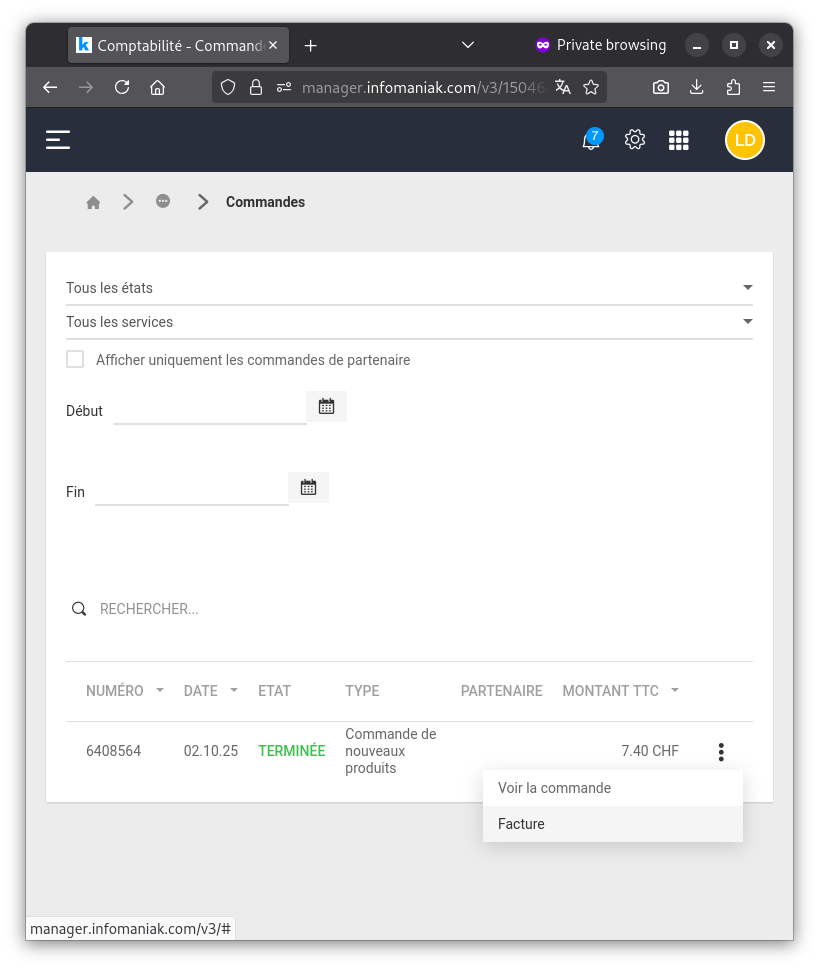 k Comptabilité - Command
Private browsing
manager.infomaniak.com/v3/1504
7
LD
Commandes
Tous les états
Tous les services
Afficher uniquement les commandes de partenaire
Début
Fin
RECHERCHER...
NUMÉRO DATE ETAT TYPE PARTENAIRE MONTANT TTC
6408564 02.10.25 TERMINÉE Commande de nouveaux produits 7.40 CHF
Voir la commande
Facture
manager.infomaniak.com/v3/#